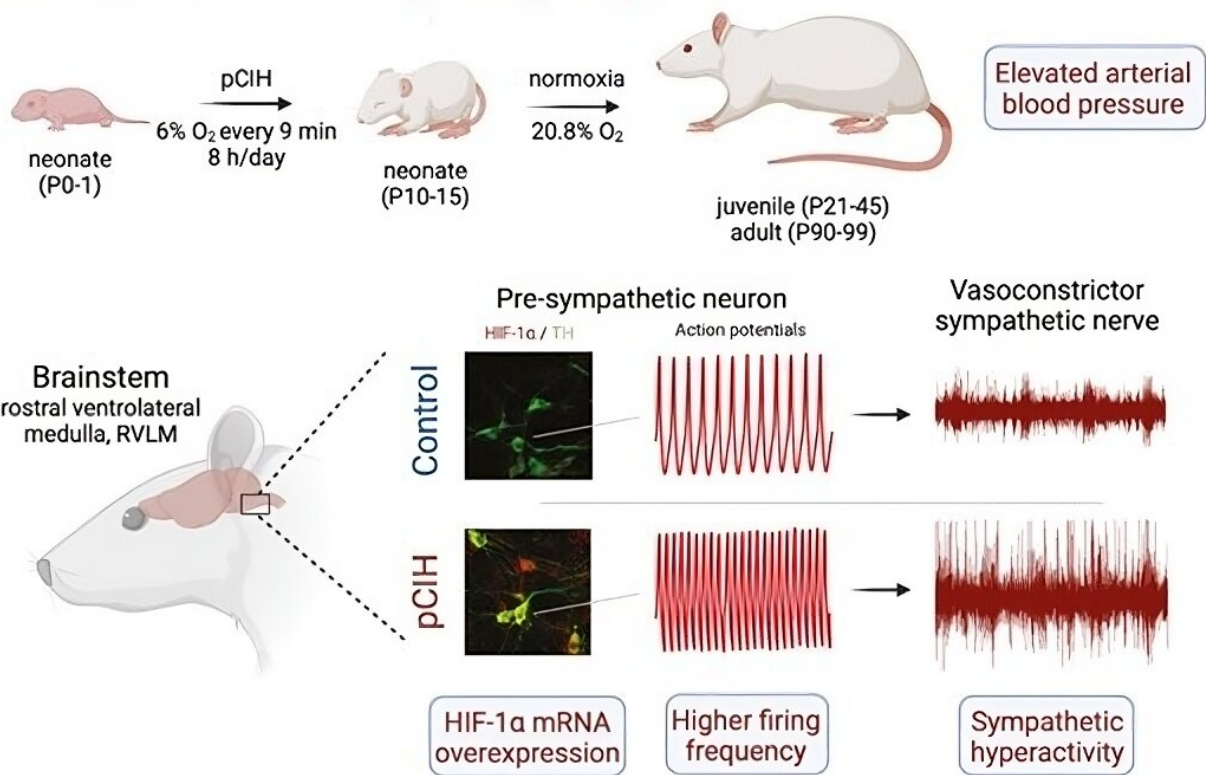 pCIH
6% O₂ every 9 min
8 h/day
neonate
(P0-1)
neonate
(P10-15)
normoxia
20.8% O₂
juvenile (P21-45)
adult (P90-99)
Elevated arterial
blood pressure
Brainstem
rostral ventrolateral
medulla, RVLM
Pre-sympathetic neuron
HIF-1α / TH
Action potentials
Vasoconstrictor
sympathetic nerve
Control
pCIH
HIF-1α mRNA
overexpression
Higher firing
frequency
Sympathetic
hyperactivity